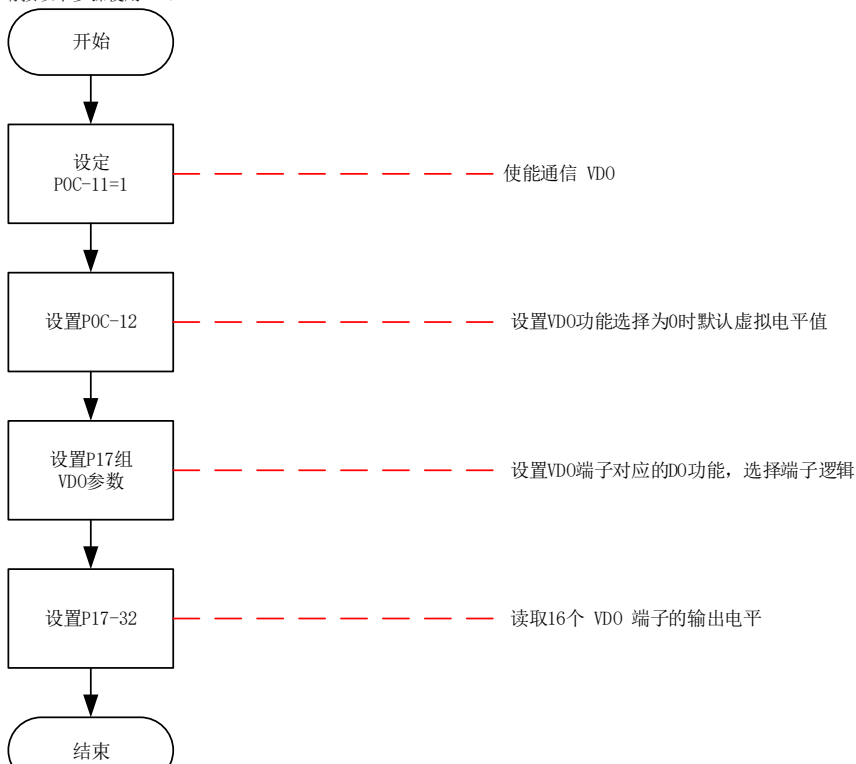 开始
设定
P0C-11=1
使能通信 VDO
设置P0C-12
设置VDO功能选择为0时默认虚拟电平值
设置P17组
VDO参数
设置VDO端子对应的DO功能，选择端子逻辑
设置P17-32
读取16个 VDO 端子的输出电平
结束